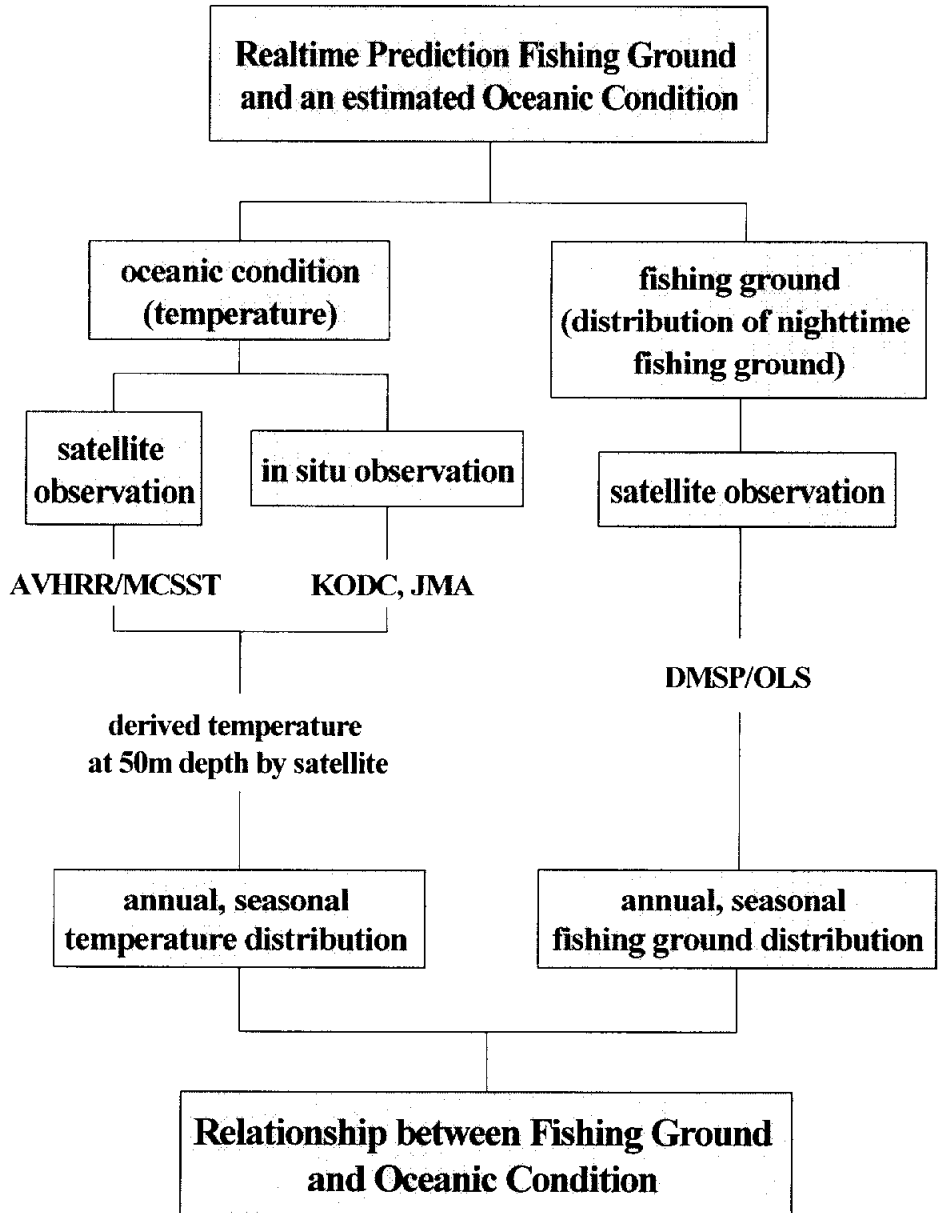 Realtime Prediction Fishing Ground
and an estimated Oceanic Condition
oceanic condition
(temperature)
fishing ground
(distribution of nighttime
fishing ground)
satellite
observation
in situ observation
satellite observation
AVHRR/MCSST
KODC, JMA
DMSP/OLS
derived temperature
at 50m depth by satellite
annual, seasonal
temperature distribution
annual, seasonal
fishing ground distribution
Relationship between Fishing Ground
and Oceanic Condition